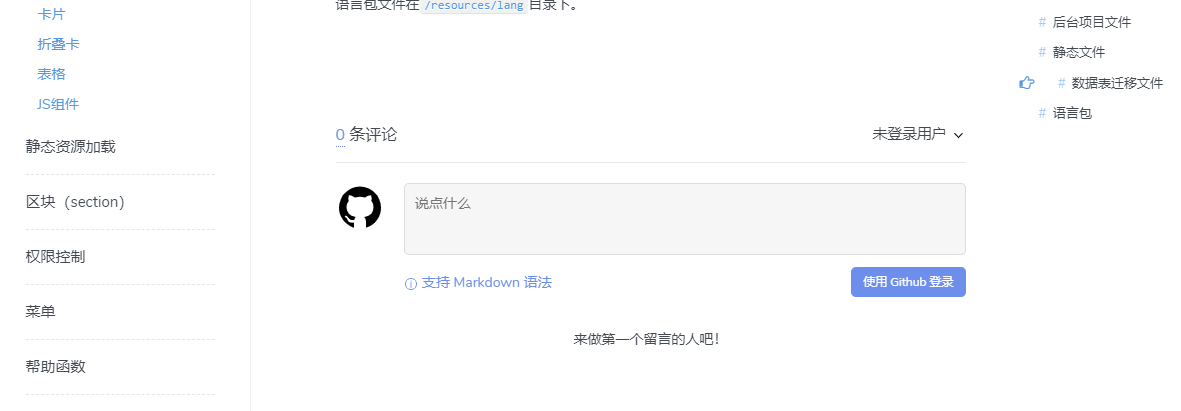 卡片
折叠卡
表格
JS组件
静态资源加载
区块（section）
权限控制
菜单
帮助函数
语言包文件在 /resources/lang 目录下。
0 条评论
未登录用户
说点什么
支持 Markdown 语法
使用 Github 登录
来做第一个留言的人吧！
# 后台项目文件
# 静态文件
# 数据表迁移文件
# 语言包